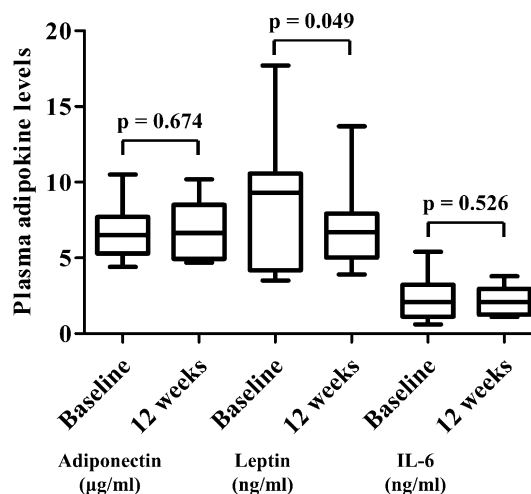 Plasma adipokine levels
20
15
10
5
0
p = 0.674
p = 0.049
p = 0.526
Baseline
12 weeks
Baseline
12 weeks
Baseline
12 weeks
Adiponectin
(μg/ml)
Leptin
(ng/ml)
IL-6
(ng/ml)